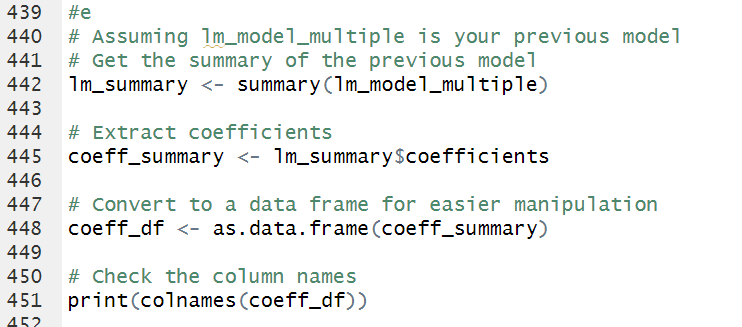 439 #e
440 # Assuming lm_model_multiple is your previous model
441 # Get the summary of the previous model
442 lm_summary <- summary(lm_model_multiple)
443
444 # Extract coefficients
445 coeff_summary <- lm_summary$coefficients
446
447 # Convert to a data frame for easier manipulation
448 coeff_df <- as.data.frame(coeff_summary)
449
450 # Check the column names
451 print(colnames(coeff_df))
452